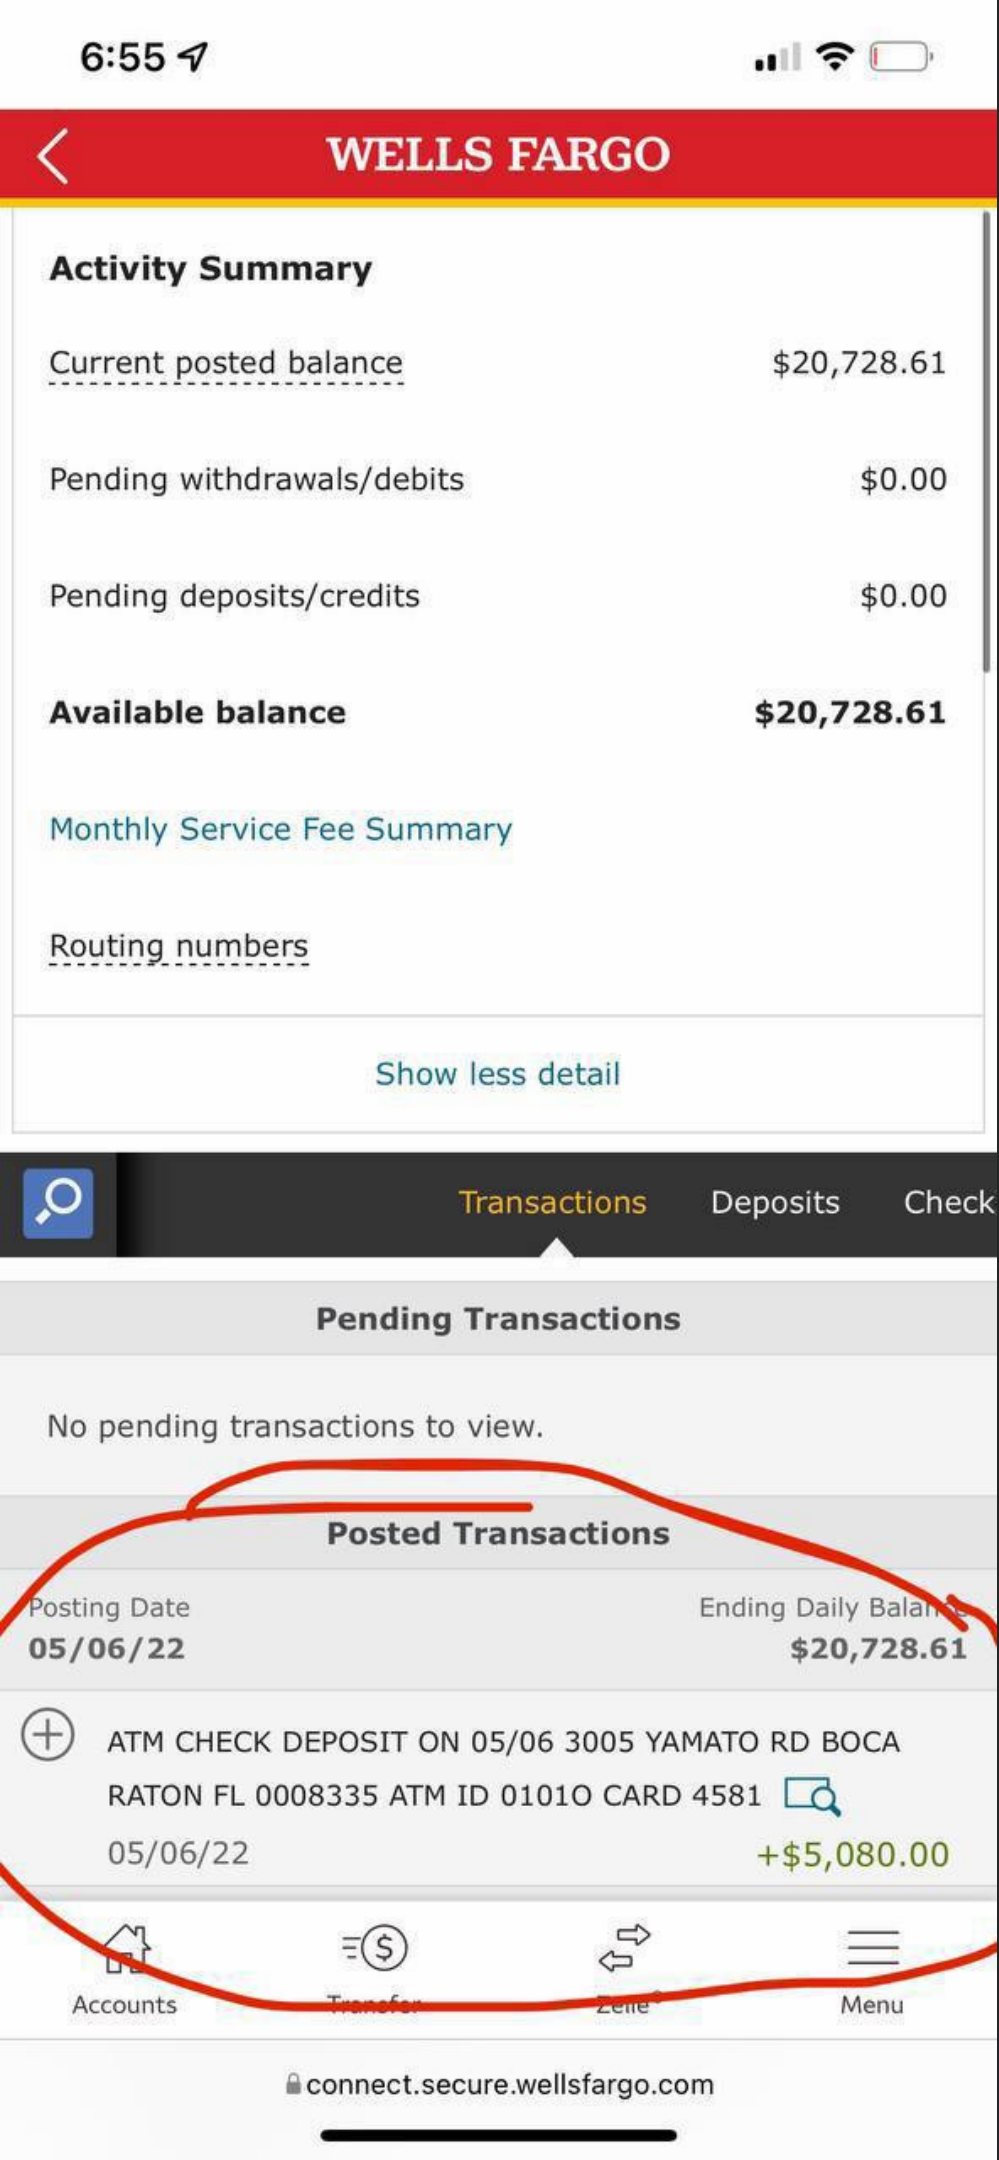 6:55
WELLS FARGO
Activity Summary
Current posted balance $20,728.61
Pending withdrawals/debits $0.00
Pending deposits/credits $0.00
Available balance $20,728.61
Monthly Service Fee Summary
Routing numbers
Show less detail
Transactions Deposits Check
Pending Transactions
No pending transactions to view.
Posted Transactions
Posting Date Ending Daily Balance
05/06/22 $20,728.61
ATM CHECK DEPOSIT ON 05/06 3005 YAMATO RD BOCA
RATON FL 0008335 ATM ID 0101O CARD 4581
05/06/22 +$5,080.00
Accounts Transfer Zelle® Menu
connect.secure.wellsfargo.com